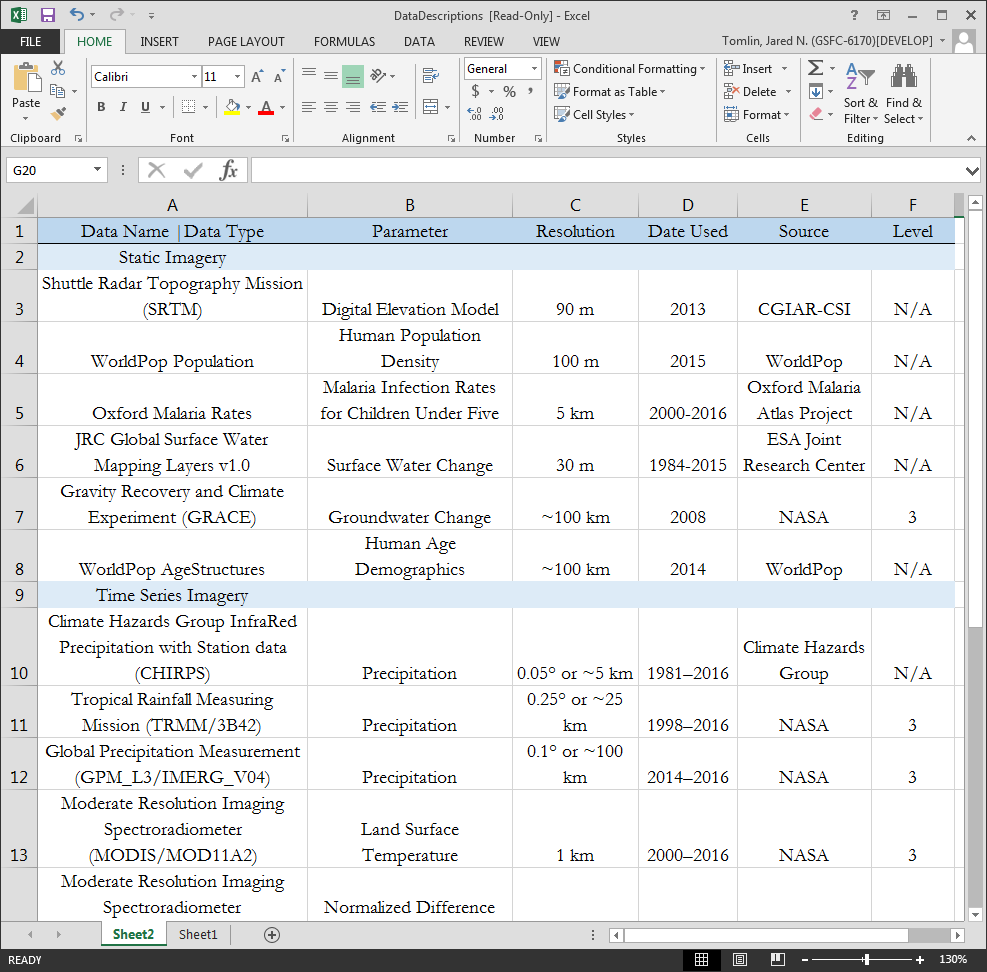 DataDescriptions [Read-Only] - Excel
?
FILE HOME INSERT PAGE LAYOUT FORMULAS DATA REVIEW VIEW Tomlin, Jared N. (GSFC-6170)[DEVELOP]
Paste
Calibri 11
B I U A
General
$ % ,
Conditional Formatting
Format as Table
Cell Styles
Insert
Delete
Format
Sort & Filter
Find & Select
Clipboard Font Alignment Number Styles Cells Editing
G20 fx
A B C D E F
1 Data Name |Data Type Parameter Resolution Date Used Source Level
2 Static Imagery
Shuttle Radar Topography Mission
3 (SRTM) Digital Elevation Model 90 m 2013 CGIAR-CSI N/A
Human Population
4 WorldPop Population Density 100 m 2015 WorldPop N/A
Malaria Infection Rates Oxford Malaria
5 Oxford Malaria Rates for Children Under Five 5 km 2000-2016 Atlas Project N/A
JRC Global Surface Water ESA Joint
6 Mapping Layers v1.0 Surface Water Change 30 m 1984-2015 Research Center N/A
Gravity Recovery and Climate
7 Experiment (GRACE) Groundwater Change ~100 km 2008 NASA 3
Human Age
8 WorldPop AgeStructures Demographics ~100 km 2014 WorldPop N/A
9 Time Series Imagery
Climate Hazards Group InfraRed
Precipitation with Station data Climate Hazards
10 (CHIRPS) Precipitation 0.05° or ~5 km 1981–2016 Group N/A
Tropical Rainfall Measuring 0.25° or ~25
11 Mission (TRMM/3B42) Precipitation km 1998–2016 NASA 3
Global Precipitation Measurement 0.1° or ~100
12 (GPM_L3/IMERG_V04) Precipitation km 2014–2016 NASA 3
Moderate Resolution Imaging
Spectroradiometer Land Surface
13 (MODIS/MOD11A2) Temperature 1 km 2000–2016 NASA 3
Moderate Resolution Imaging
Spectroradiometer Normalized Difference
Sheet2 Sheet1
READY 130%